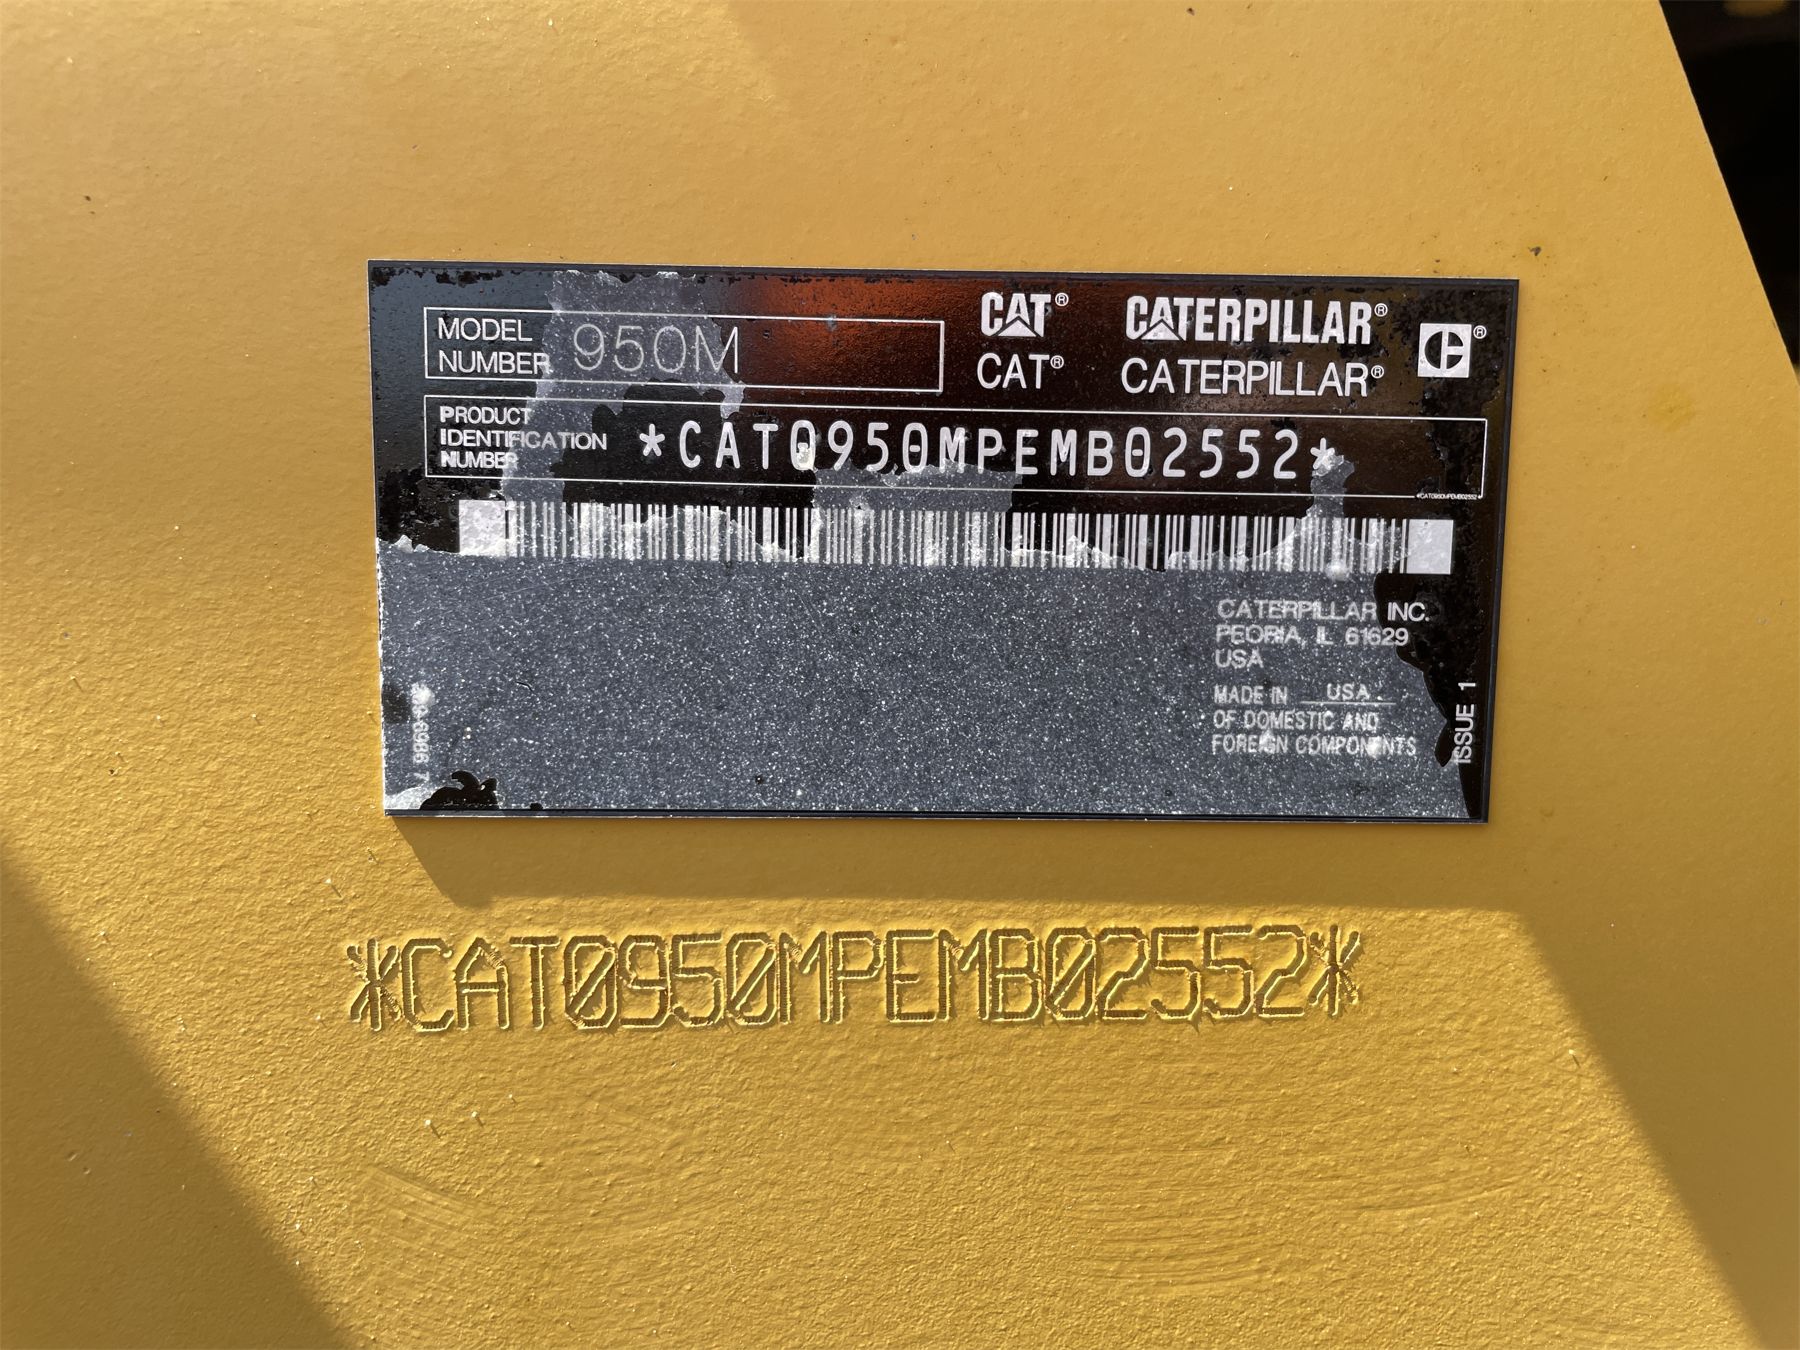 MODEL NUMBER 950M
CAT® CATERPILLAR®
CAT® CATERPILLAR®
PRODUCT
IDENTIFICATION
NUMBER
*CAT0950MPEMB02552*
*CAT0950MPEMB02552*
CATERPILLAR INC.
PEORIA, IL 61629
USA
MADE IN USA
OF DOMESTIC AND
FOREIGN COMPONENTS
ISSUE 1
*CAT0950MPEMB02552*